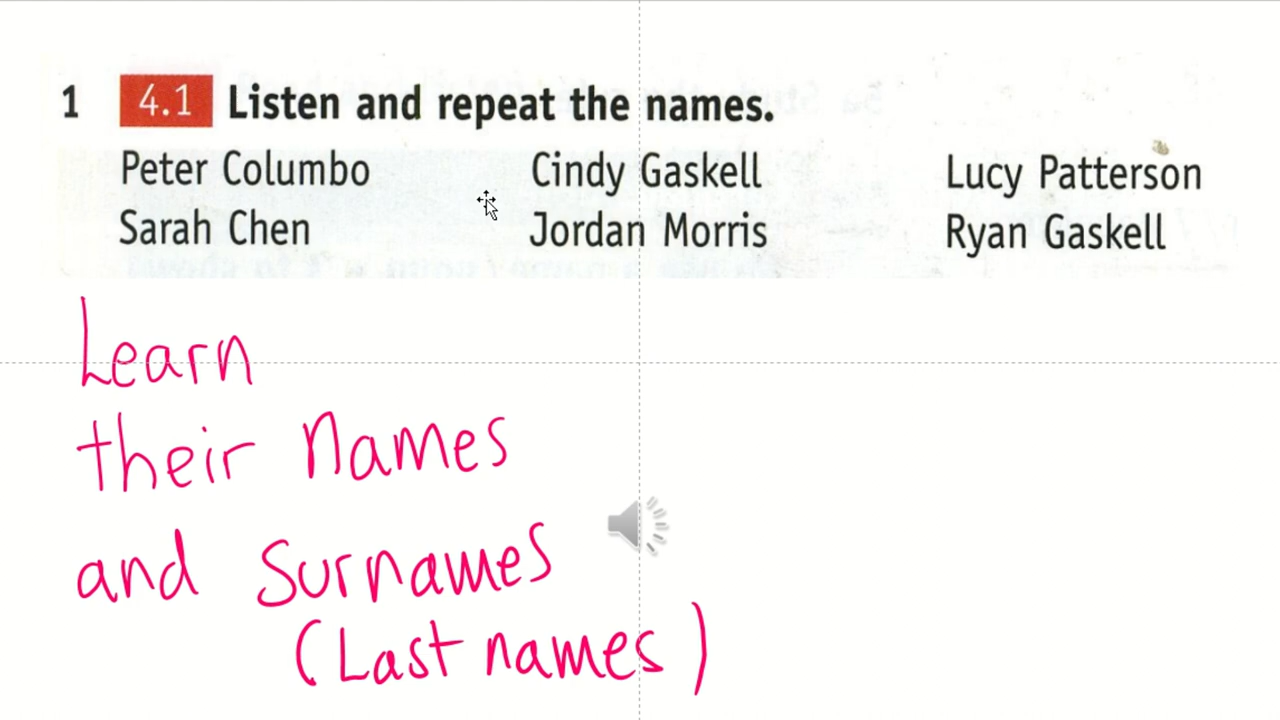 1 4.1 Listen and repeat the names.
Peter Columbo Cindy Gaskell Lucy Patterson
Sarah Chen Jordan Morris Ryan Gaskell
Learn
their names
and surnames
(Last names)